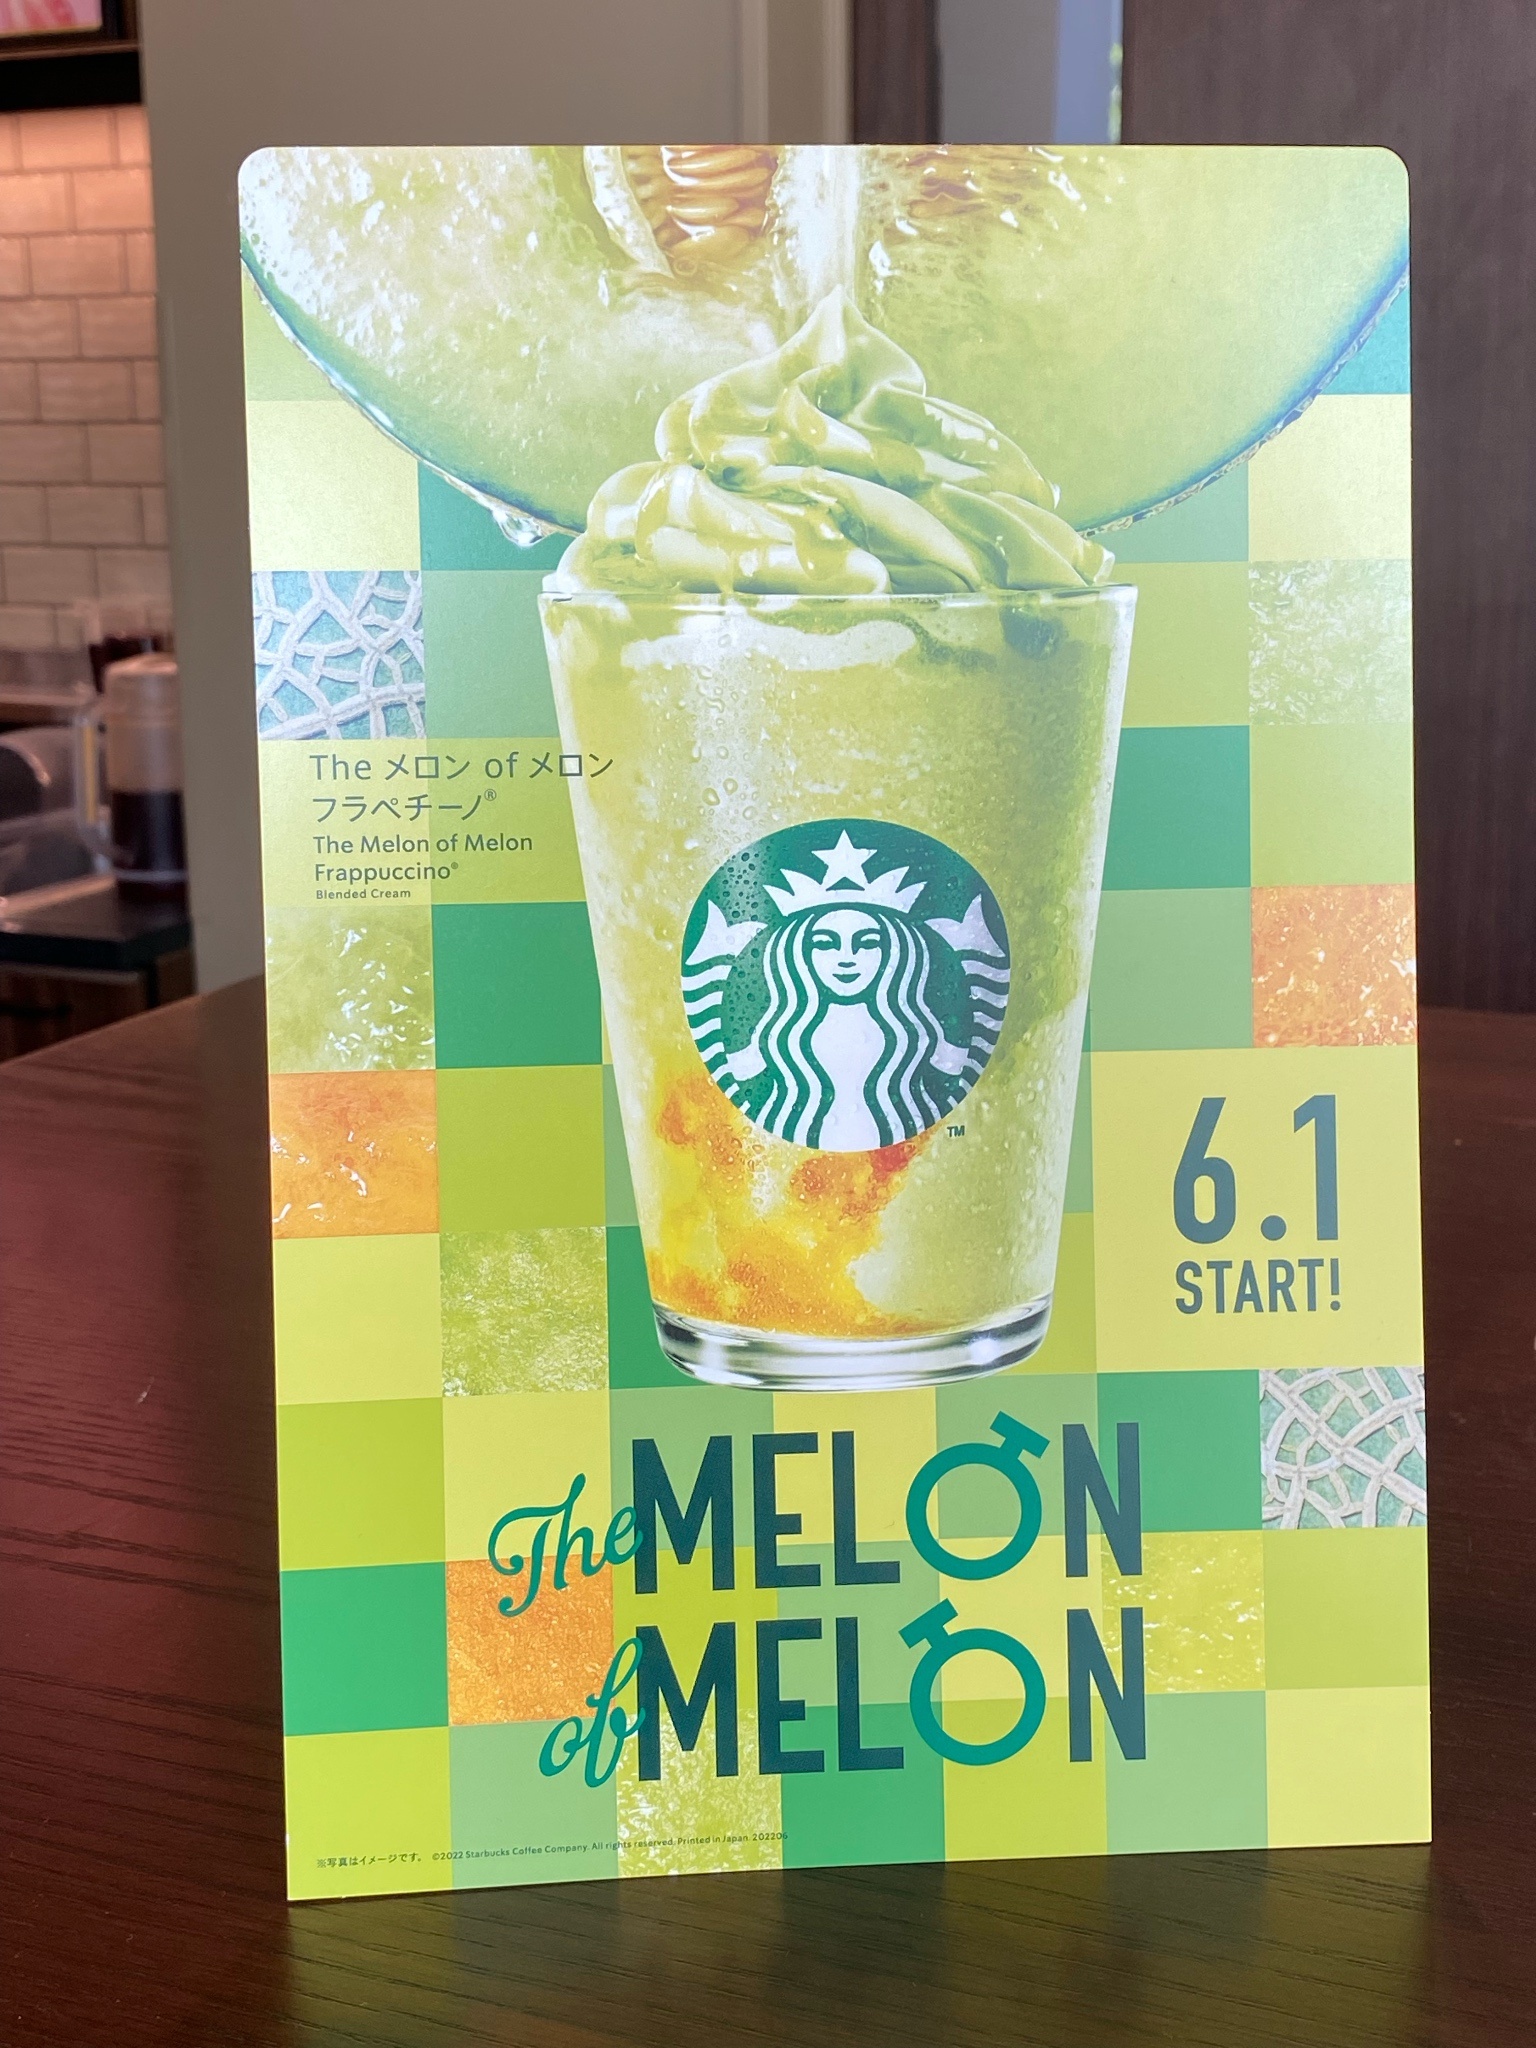 The メロン of メロン
フラペチーノ®
The Melon of Melon
Frappuccino®
Blended Cream
TM
6.1
START!
The MELON
of MELON
※写真はイメージです。 ©2022 Starbucks Coffee Company. All rights reserved. Printed in Japan 202206